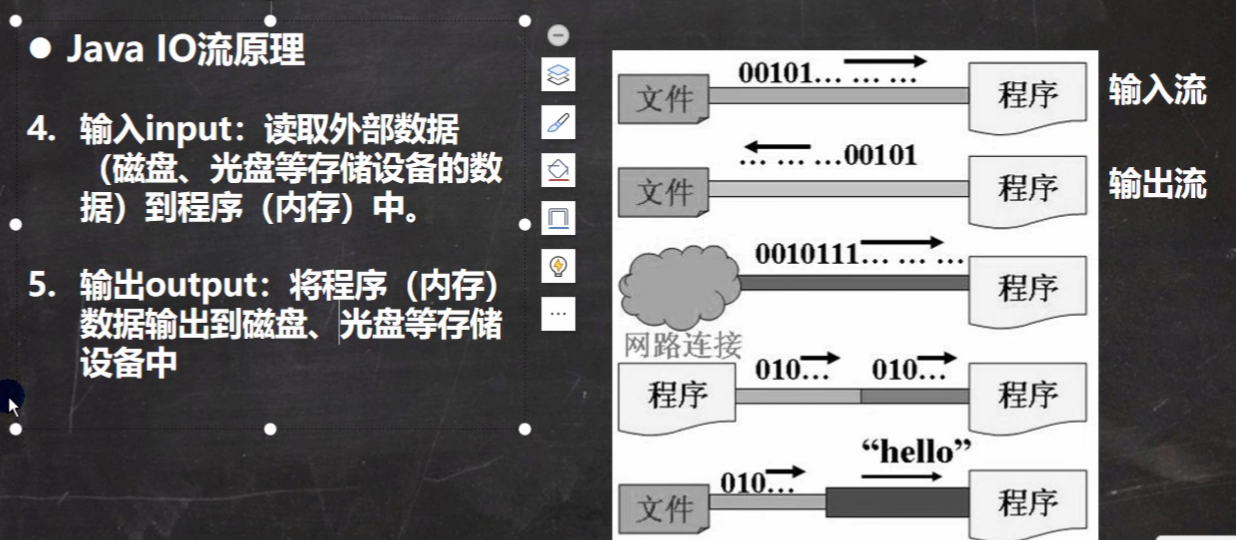 ● Java IO流原理
4. 输入input：读取外部数据
（磁盘、光盘等存储设备的数
据）到程序（内存）中。
5. 输出output：将程序（内存）
数据输出到磁盘、光盘等存储
设备中
00101… … …
文件
程序
输入流
… … …00101
文件
程序
输出流
0010111… … …
程序
网路连接
010…
010…
程序
程序
“hello”
010…
文件
程序